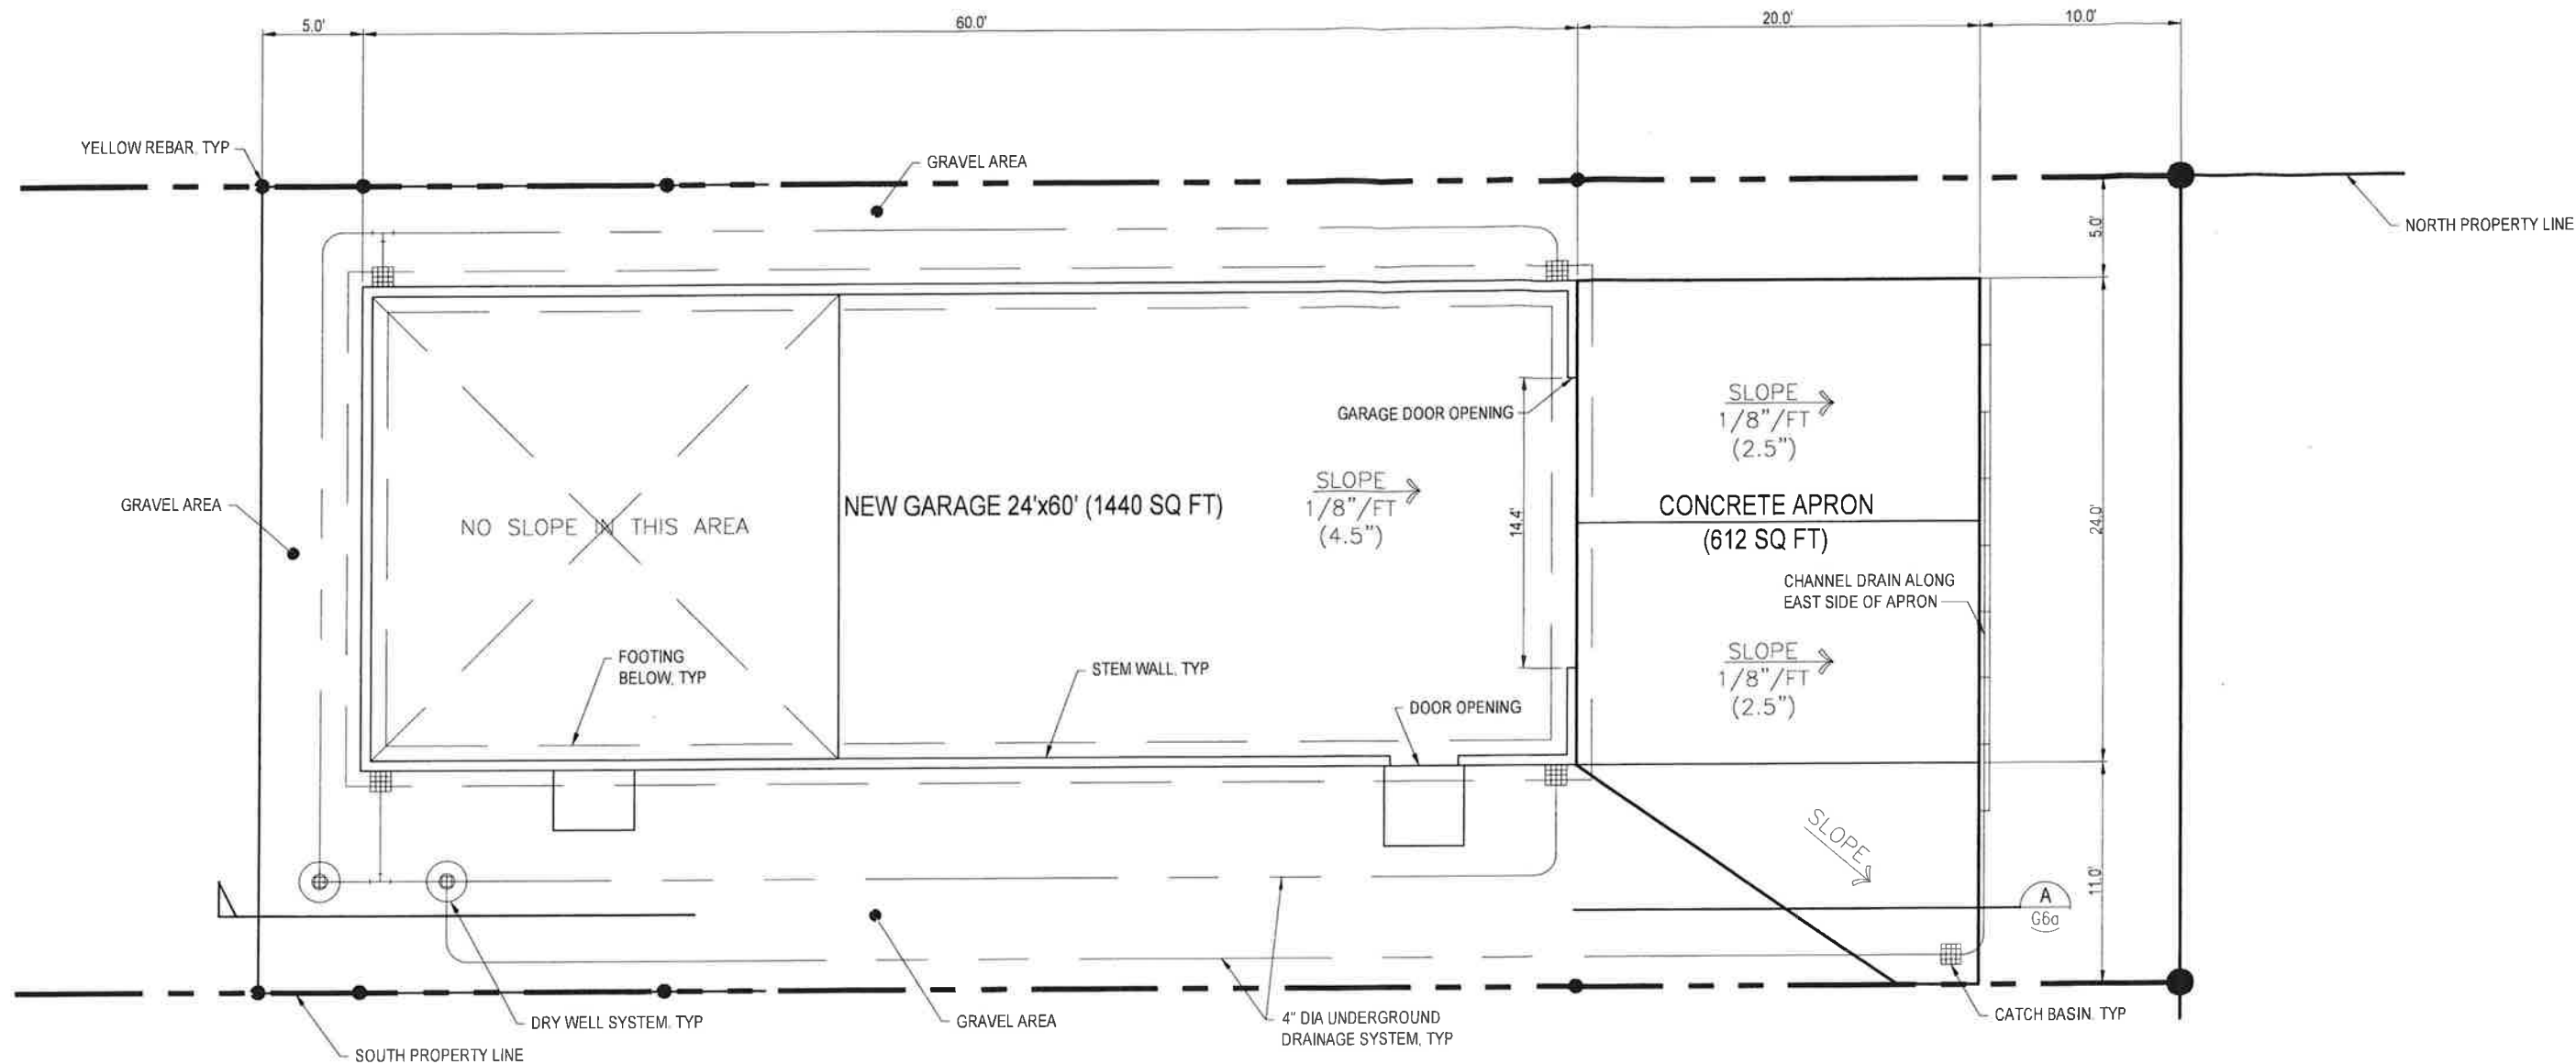 5.0'
60.0'
20.0'
10.0'
YELLOW REBAR, TYP
GRAVEL AREA
5.0'
NORTH PROPERTY LINE
SLOPE
1/8"/FT
(2.5")
GARAGE DOOR OPENING
GRAVEL AREA
NO SLOPE IN THIS AREA
NEW GARAGE 24'x60' (1440 SQ FT)
SLOPE
1/8"/FT
(4.5")
14.4'
CONCRETE APRON
(612 SQ FT)
24.0'
CHANNEL DRAIN ALONG
EAST SIDE OF APRON
FOOTING
BELOW, TYP
STEM WALL, TYP
SLOPE
1/8"/FT
(2.5")
DOOR OPENING
SLOPE
11.0'
A
G6a
DRY WELL SYSTEM, TYP
GRAVEL AREA
4" DIA UNDERGROUND
DRAINAGE SYSTEM, TYP
CATCH BASIN, TYP
SOUTH PROPERTY LINE